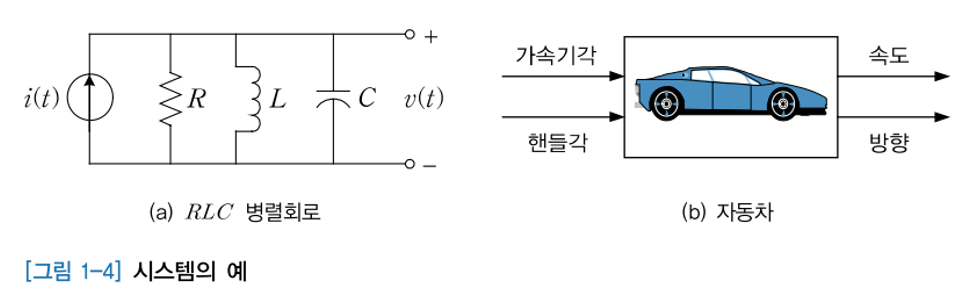 i(t)
R
L
C
+
v(t)
−
(a) RLC 병렬회로
가속기각
핸들각
속도
방향
(b) 자동차
[그림 1-4] 시스템의 예